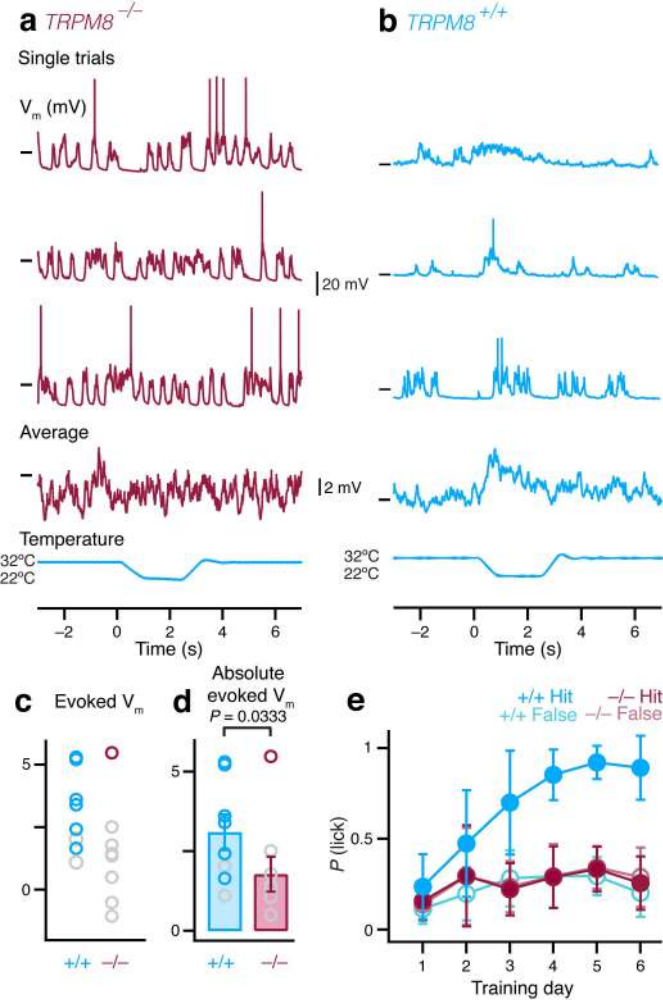 a TRPM8 −/−
b TRPM8 +/+
Single trials
Vm (mV)
20 mV
Average
2 mV
Temperature
32ºC
22ºC
32ºC
22ºC
−2 0 2 4 6
Time (s)
−2 0 2 4 6
Time (s)
c Evoked Vm
5
0
+/+ −/−
d Absolute
evoked Vm
P = 0.0333
5
0
+/+ −/−
e
+/+ Hit −/− Hit
+/+ False −/− False
P (lick)
1
0.5
0
1 2 3 4 5 6
Training day